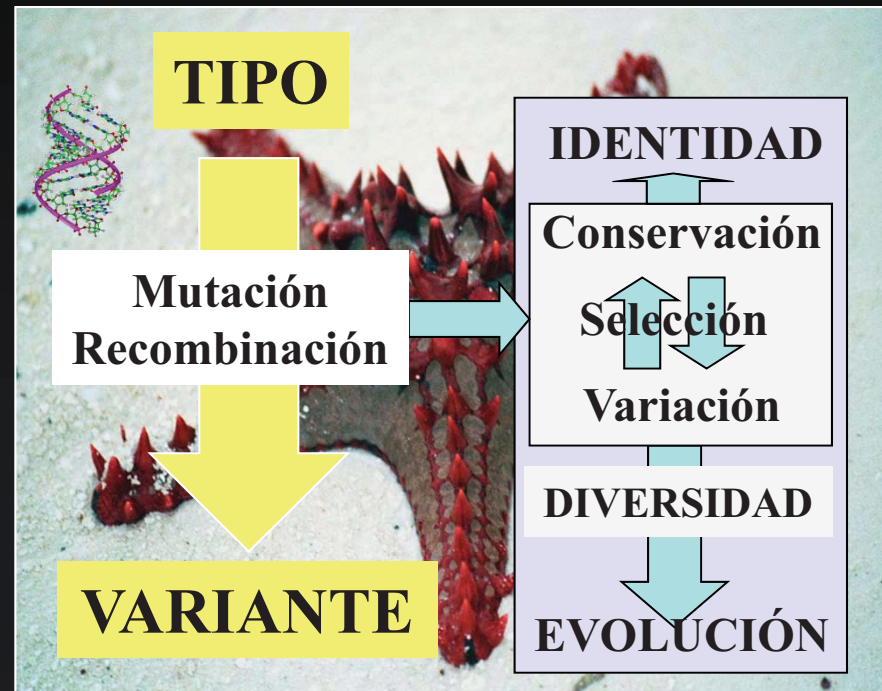 TIPO
Mutación
Recombinación
VARIANTE
IDENTIDAD
Conservación
Selección
Variación
DIVERSIDAD
EVOLUCIÓN